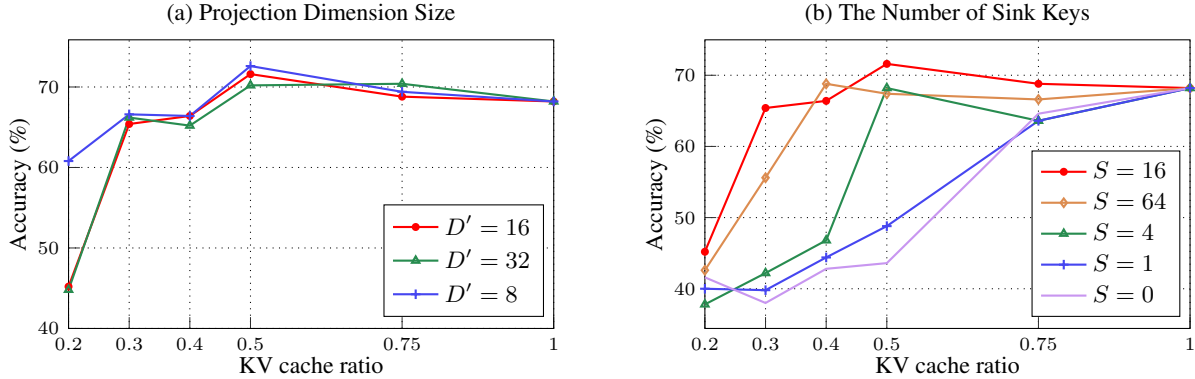 (a) Projection Dimension Size
Accuracy (%)
70
60
50
40
0.2 0.3 0.4 0.5 0.75 1
KV cache ratio
D′ = 16
D′ = 32
D′ = 8
(b) The Number of Sink Keys
Accuracy (%)
70
60
50
40
0.2 0.3 0.4 0.5 0.75 1
KV cache ratio
S = 16
S = 64
S = 4
S = 1
S = 0